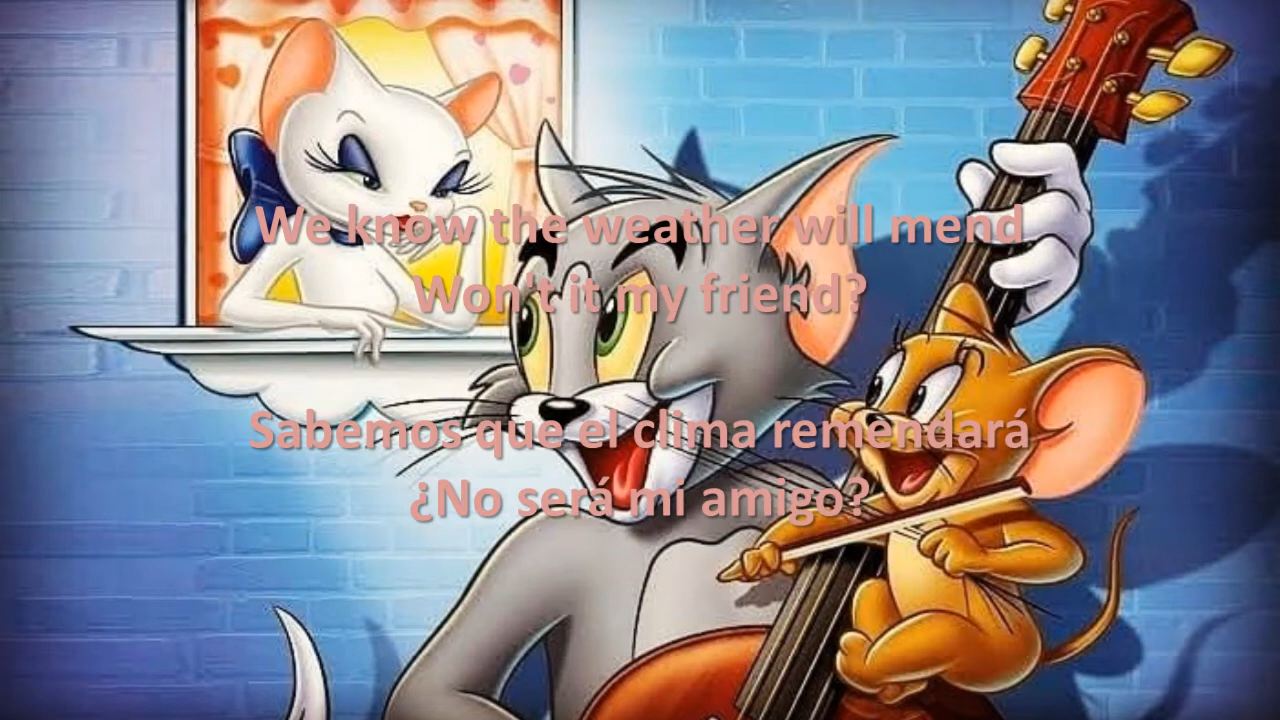 We know the weather will mend
Won't it my friend?
Sabemos que el clima remendará
¿No será mi amigo?